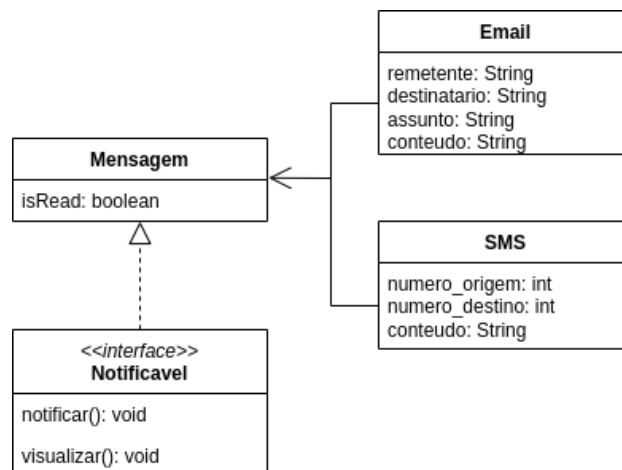 Email
remetente: String
destinatario: String
assunto: String
conteudo: String
Mensagem
isRead: boolean
SMS
numero_origem: int
numero_destino: int
conteudo: String
<<interface>>
Notificavel
notificar(): void
visualizar(): void